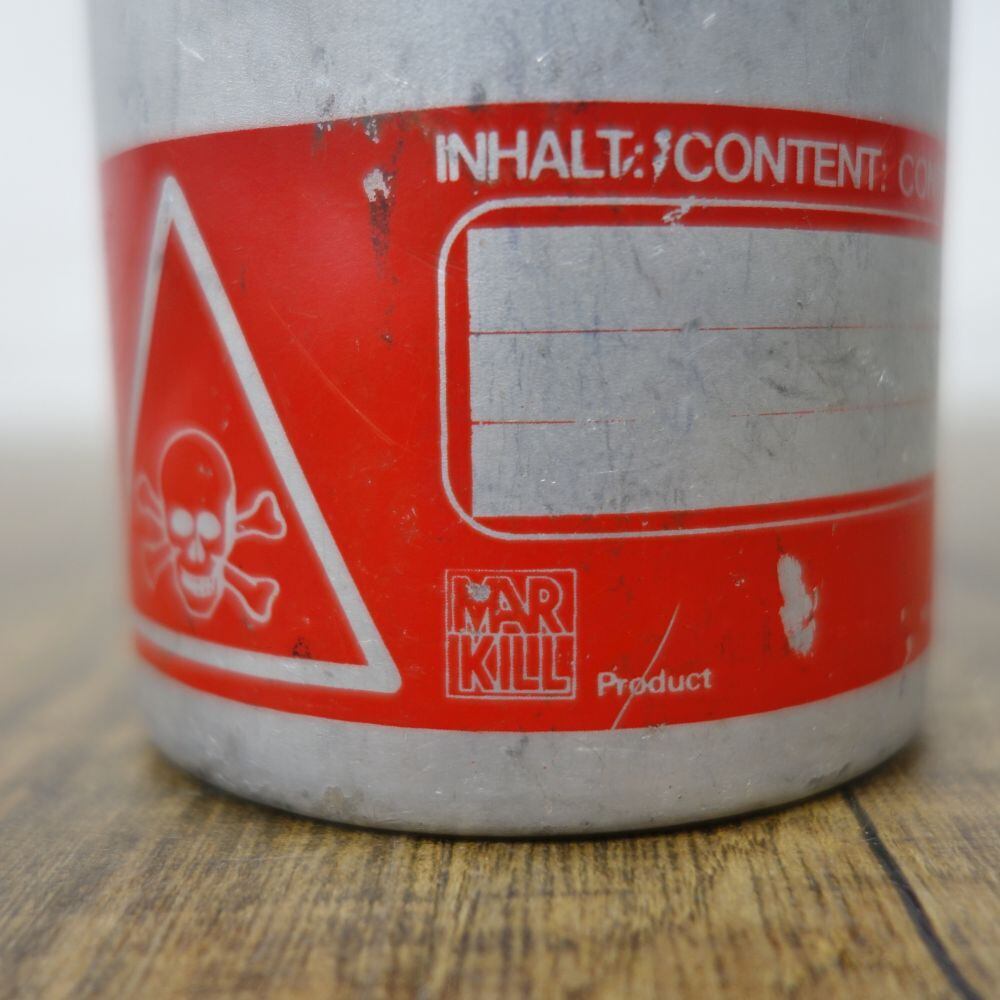 INHALT: CONTENT:
MAR
KILL
Product